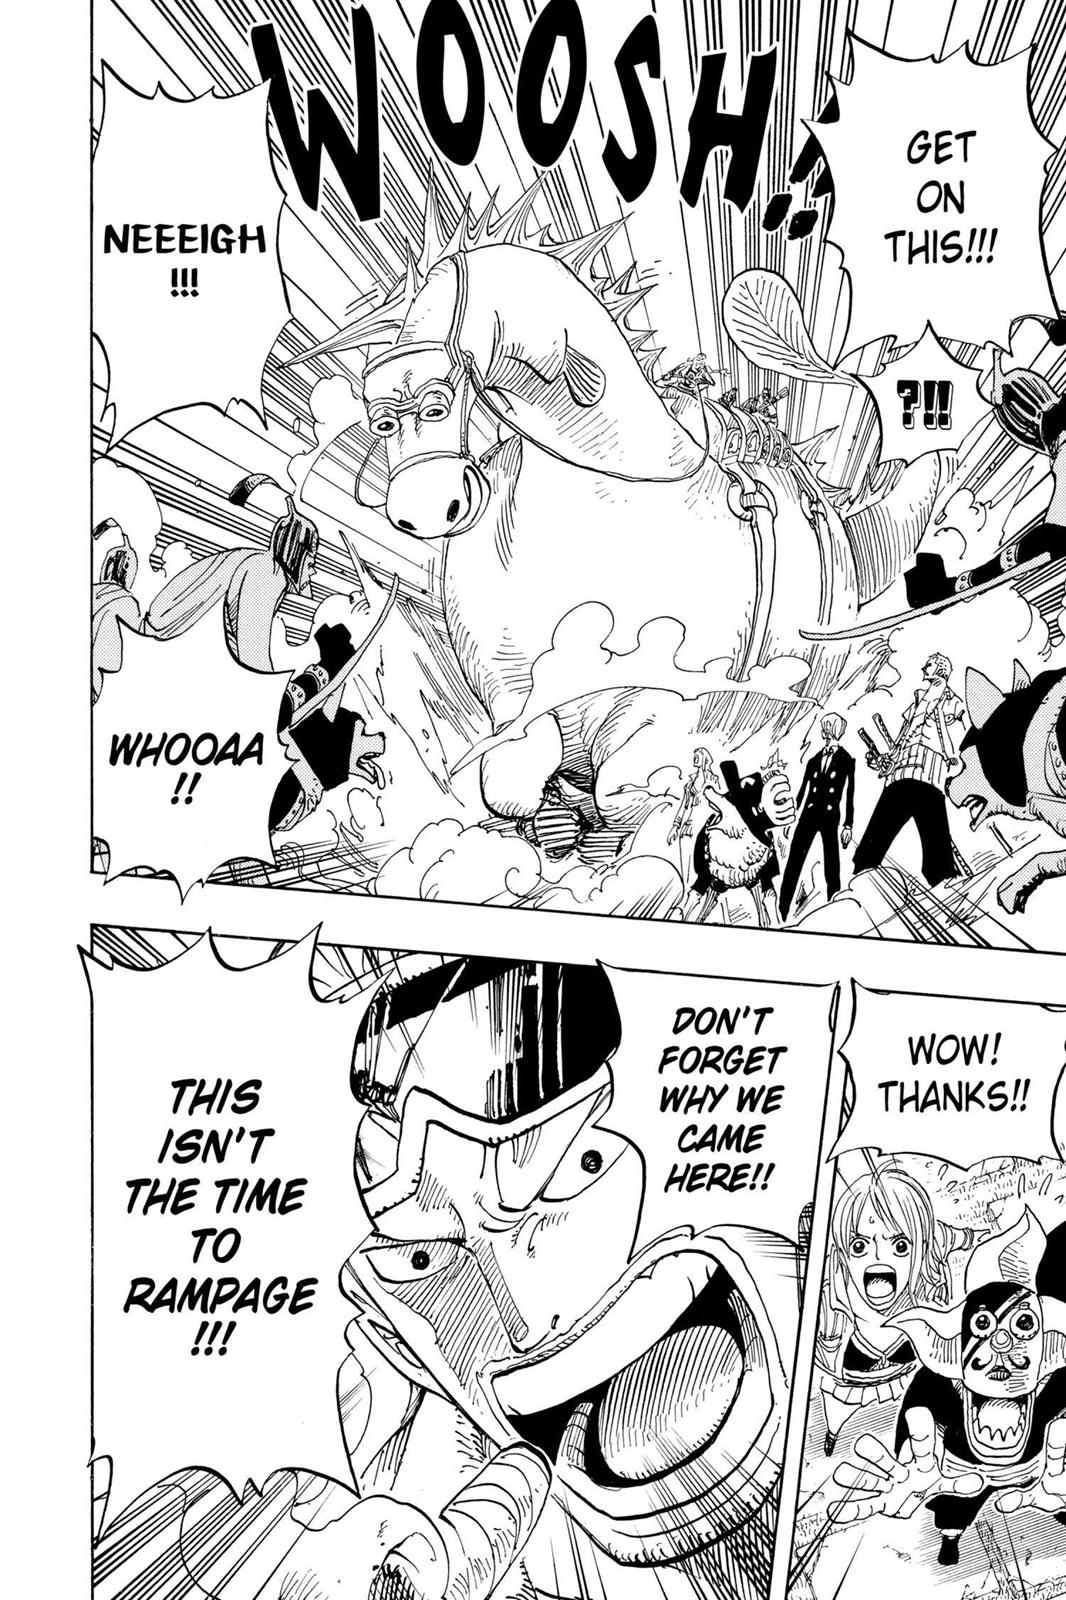 WOOSH!!
GET
ON
THIS!!!
?!!
NEEEIGH
!!!
WHOOAA
!!
WOW!
THANKS!!
DON'T
FORGET
WHY WE
CAME
HERE!!
THIS
ISN'T
THE TIME
TO
RAMPAGE
!!!